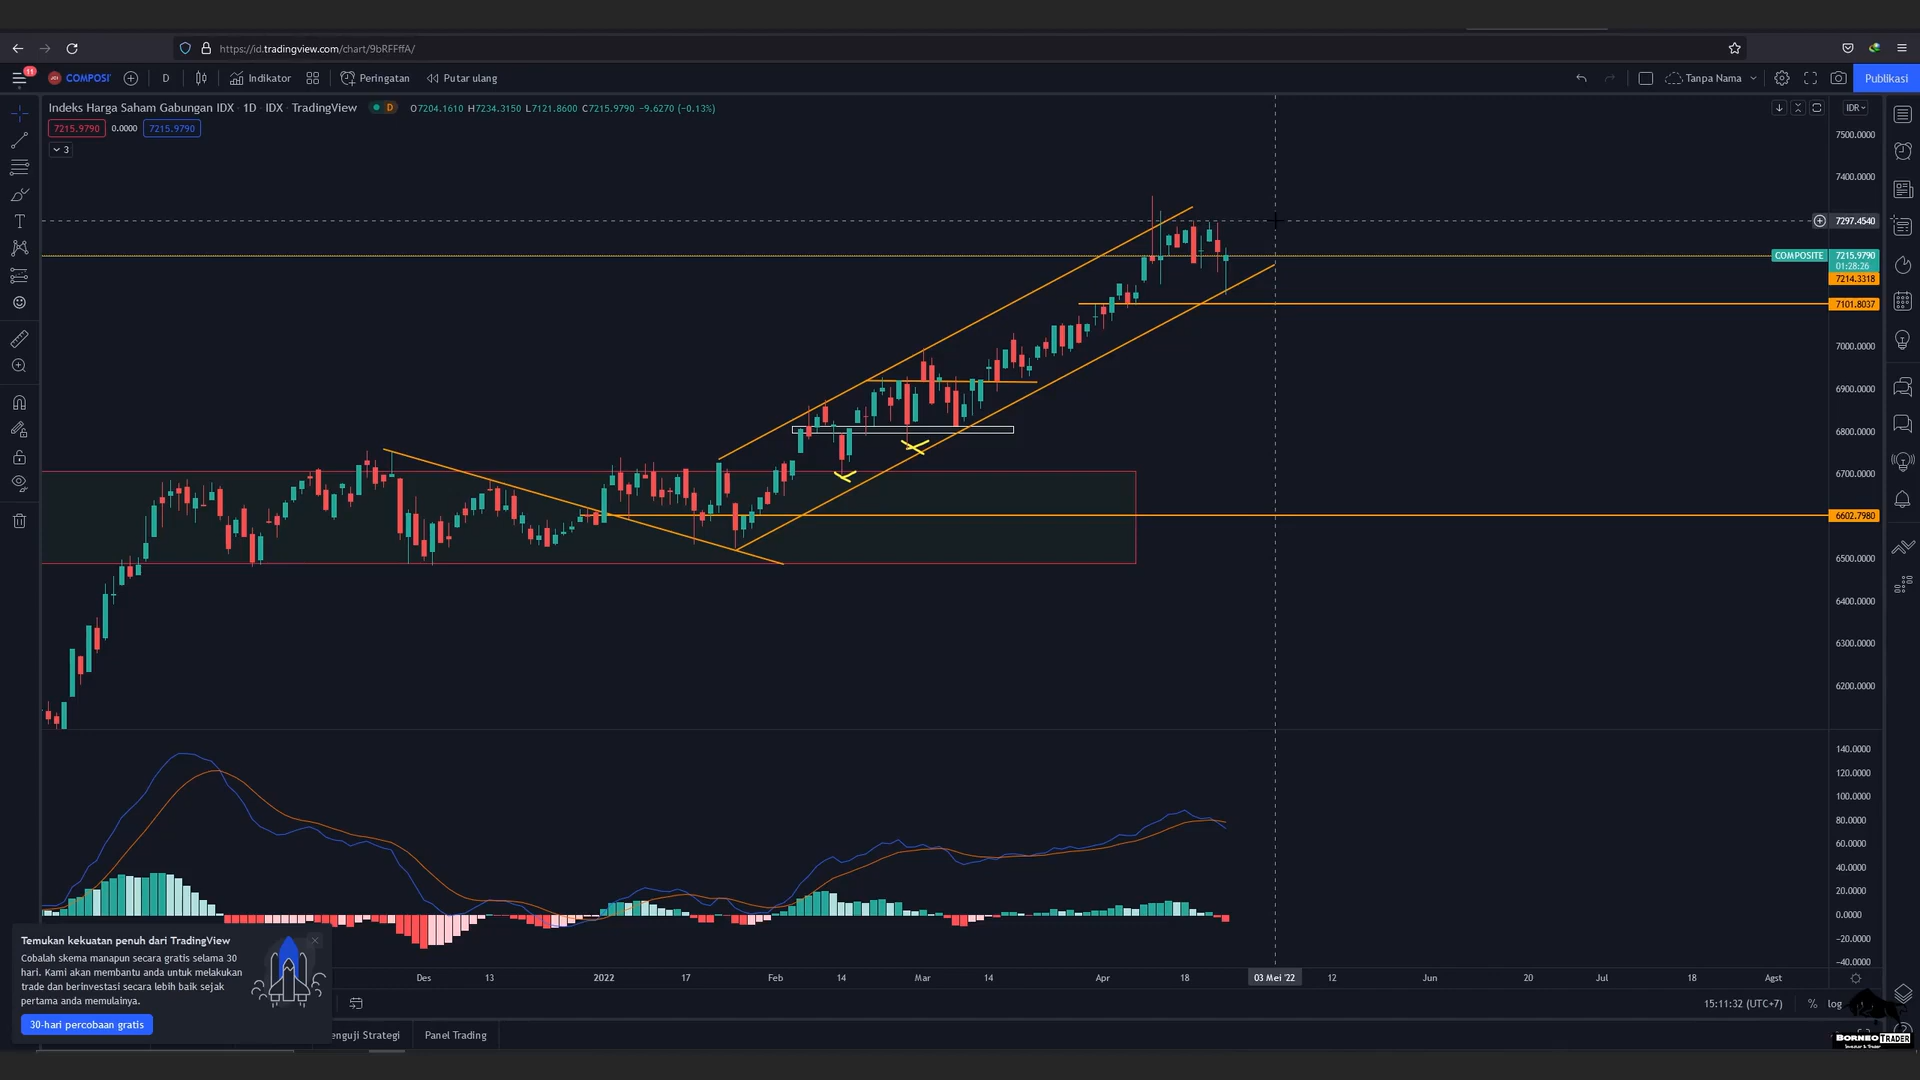 https://id.tradingview.com/chart/9bRFFffA/
11
COMPOSI
D
Indikator
Peringatan
Putar ulang
Tanpa Nama
Publikasi
Indeks Harga Saham Gabungan IDX · 1D · IDX · TradingView
D
O7204.1610 H7234.3150 L7121.8600 C7215.9790 −9.6270 (−0.13%)
IDR
7215.9790
0.0000
7215.9790
3
7500.0000
7400.0000
7297.4540
COMPOSITE
7215.9790
01:28:26
7214.3318
7101.8037
7000.0000
6900.0000
6800.0000
6700.0000
6602.7980
6500.0000
6400.0000
6300.0000
6200.0000
140.0000
120.0000
100.0000
80.0000
60.0000
40.0000
20.0000
0.0000
−20.0000
−40.0000
Des
13
2022
17
Feb
14
Mar
14
Apr
18
03 Mei '22
12
Jun
20
Jul
18
Agst
Temukan kekuatan penuh dari TradingView
Cobalah skema manapun secara gratis selama 30
hari. Kami akan membantu anda untuk melakukan
trade dan berinvestasi secara lebih baik sejak
pertama anda memulainya.
30-hari percobaan gratis
15:11:32 (UTC+7)
%
log
enguji Strategi
Panel Trading
BORNEO TRADER